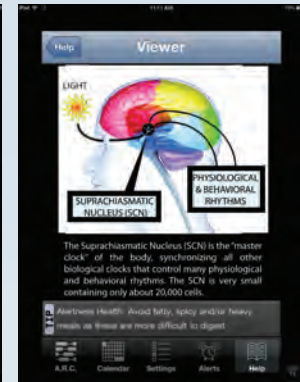 iPad
11:13 AM
Help
Viewer
LIGHT
PHYSIOLOGICAL
& BEHAVIORAL
RHYTHMS
SUPRACHIASMATIC
NUCLEUS (SCN)
The Suprachiasmatic Nucleus (SCN) is the "master
clock" of the body, synchronizing all other
biological clocks that control many physiological
and behavioral rhythms. The SCN is very small
containing only about 20,000 cells.
TIP
Alertness Health: Avoid fatty, spicy and/or heavy
meals as these are more difficult to digest
A.R.C.
Calendar
Settings
Alerts
Help